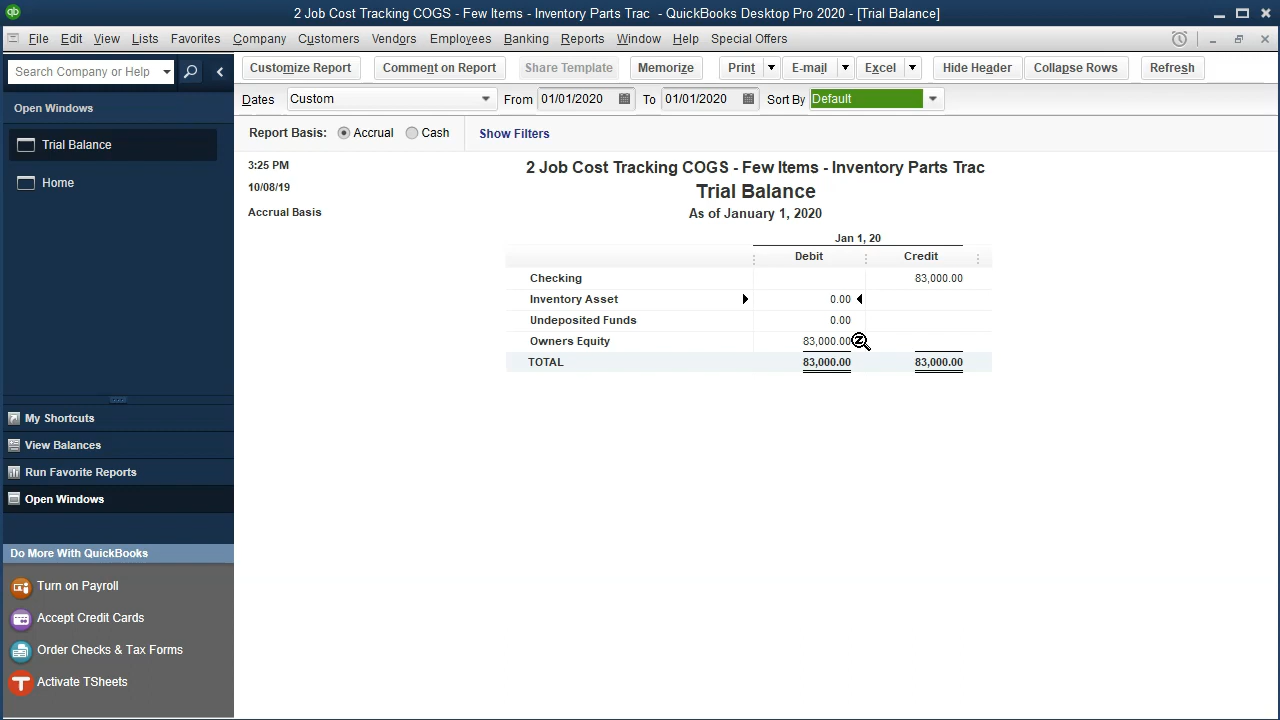 2 Job Cost Tracking COGS - Few Items - Inventory Parts Trac - QuickBooks Desktop Pro 2020 - [Trial Balance]
File Edit View Lists Favorites Company Customers Vendors Employees Banking Reports Window Help Special Offers
Search Company or Help
Customize Report Comment on Report Share Template Memorize Print E-mail Excel Hide Header Collapse Rows Refresh
Open Windows
Dates Custom From 01/01/2020 To 01/01/2020 Sort By Default
Report Basis: Accrual Cash Show Filters
Trial Balance
Home
3:25 PM
10/08/19
Accrual Basis
2 Job Cost Tracking COGS - Few Items - Inventory Parts Trac
Trial Balance
As of January 1, 2020
Jan 1, 20
Debit Credit
Checking 83,000.00
Inventory Asset 0.00
Undeposited Funds 0.00
Owners Equity 83,000.00
TOTAL 83,000.00 83,000.00
My Shortcuts
View Balances
Run Favorite Reports
Open Windows
Do More With QuickBooks
Turn on Payroll
Accept Credit Cards
Order Checks & Tax Forms
Activate TSheets